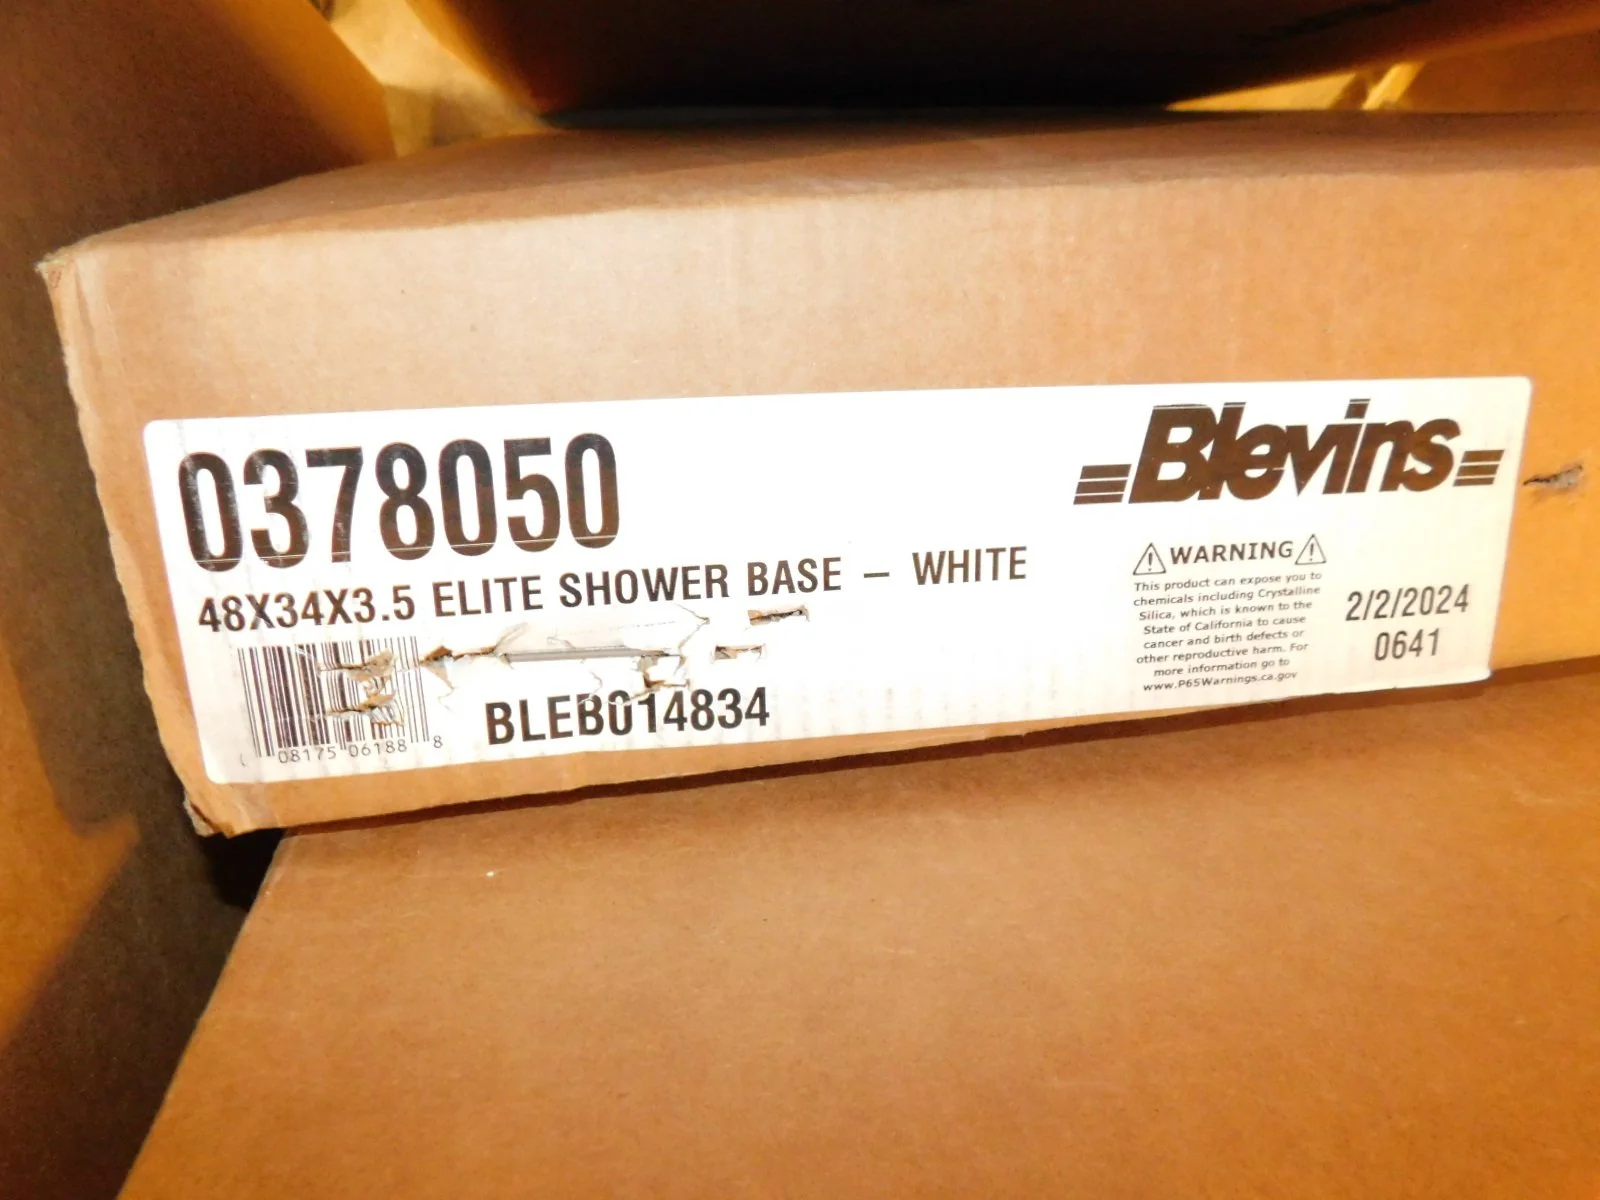 0378050
48X34X3.5 ELITE SHOWER BASE – WHITE
08175 06188 8
BLEB014834
Blevins
⚠WARNING⚠
This product can expose you to
chemicals including Crystalline
Silica, which is known to the
State of California to cause
cancer and birth defects or
other reproductive harm. For
more information go to
www.P65Warnings.ca.gov
2/2/2024
0641